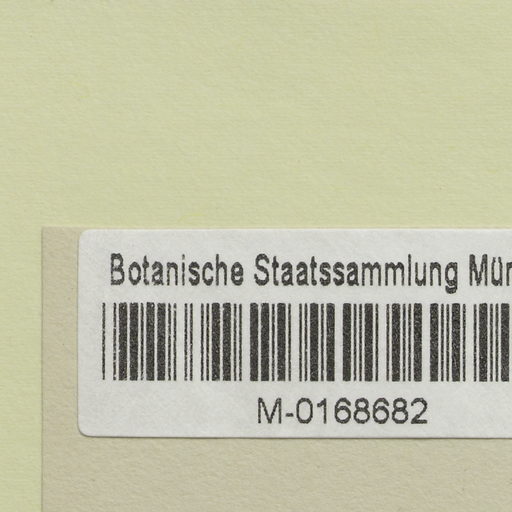 Botanische Staatssammlung Mün
M-0168682